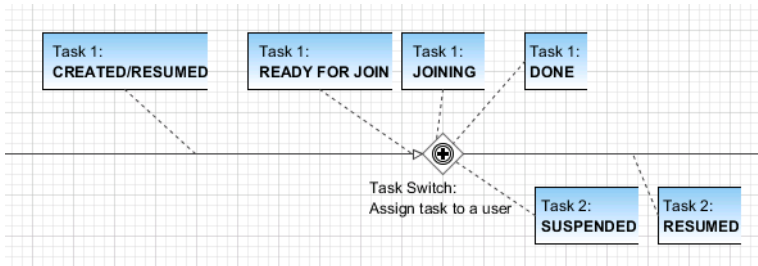 Task 1:
CREATED/RESUMED
Task 1:
READY FOR JOIN
Task 1:
JOINING
Task 1:
DONE
Task Switch:
Assign task to a user
Task 2:
SUSPENDED
Task 2:
RESUMED